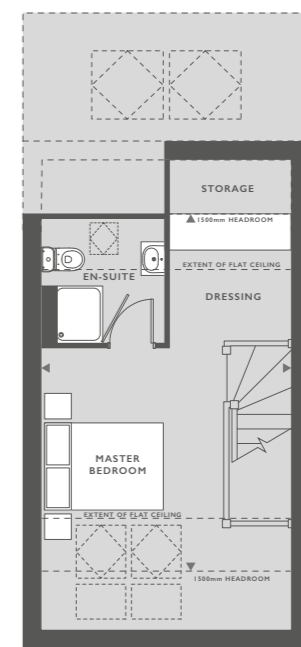 STORAGE
1500mm HEADROOM
EXTENT OF FLAT CEILING
EN-SUITE
DRESSING
MASTER
BEDROOM
EXTENT OF FLAT CEILING
1500mm HEADROOM